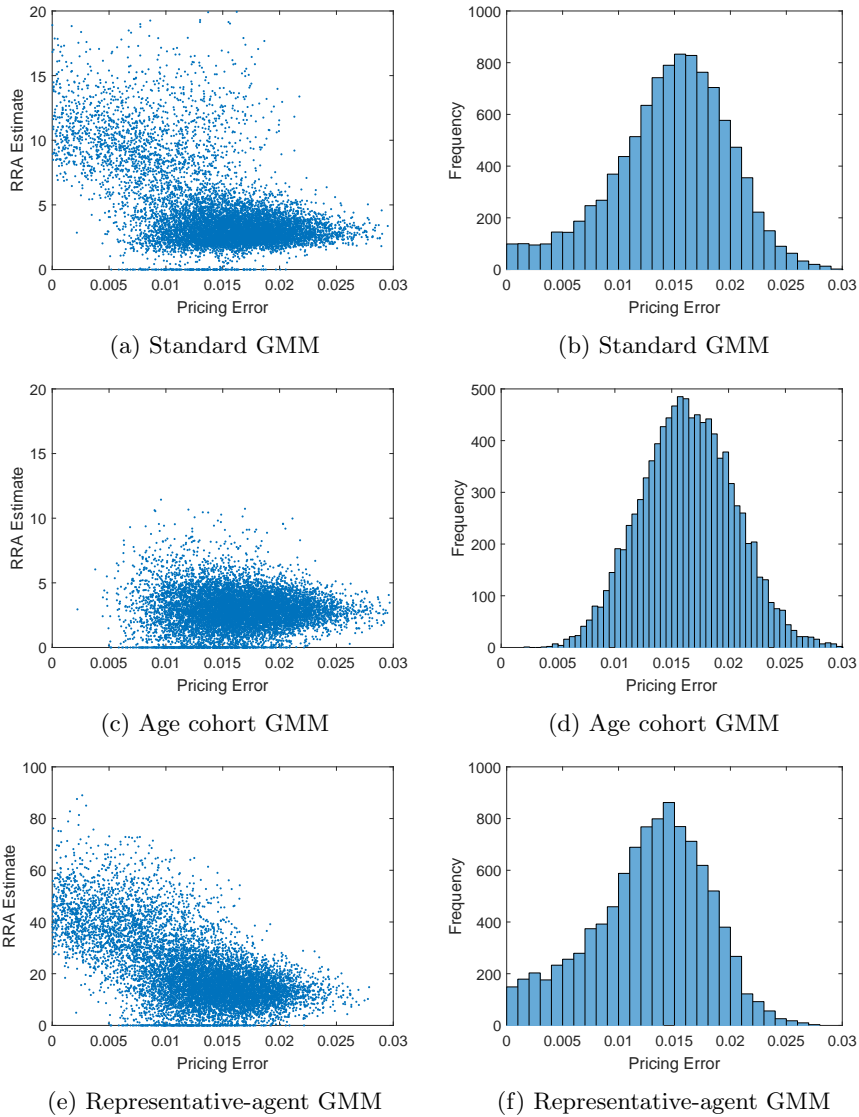 20
15
10
5
0
RRA Estimate
0 0.005 0.01 0.015 0.02 0.025 0.03
Pricing Error
(a) Standard GMM
1000
800
600
400
200
0
Frequency
0 0.005 0.01 0.015 0.02 0.025 0.03
Pricing Error
(b) Standard GMM
20
15
10
5
0
RRA Estimate
0 0.005 0.01 0.015 0.02 0.025 0.03
Pricing Error
(c) Age cohort GMM
500
400
300
200
100
0
Frequency
0 0.005 0.01 0.015 0.02 0.025 0.03
Pricing Error
(d) Age cohort GMM
100
80
60
40
20
0
RRA Estimate
0 0.005 0.01 0.015 0.02 0.025 0.03
Pricing Error
(e) Representative-agent GMM
1000
800
600
400
200
0
Frequency
0 0.005 0.01 0.015 0.02 0.025 0.03
Pricing Error
(f) Representative-agent GMM